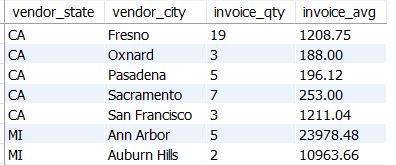 vendor_state vendor_city invoice_qty invoice_avg
CA Fresno 19 1208.75
CA Oxnard 3 188.00
CA Pasadena 5 196.12
CA Sacramento 7 253.00
CA San Francisco 3 1211.04
MI Ann Arbor 5 23978.48
MI Auburn Hills 2 10963.66